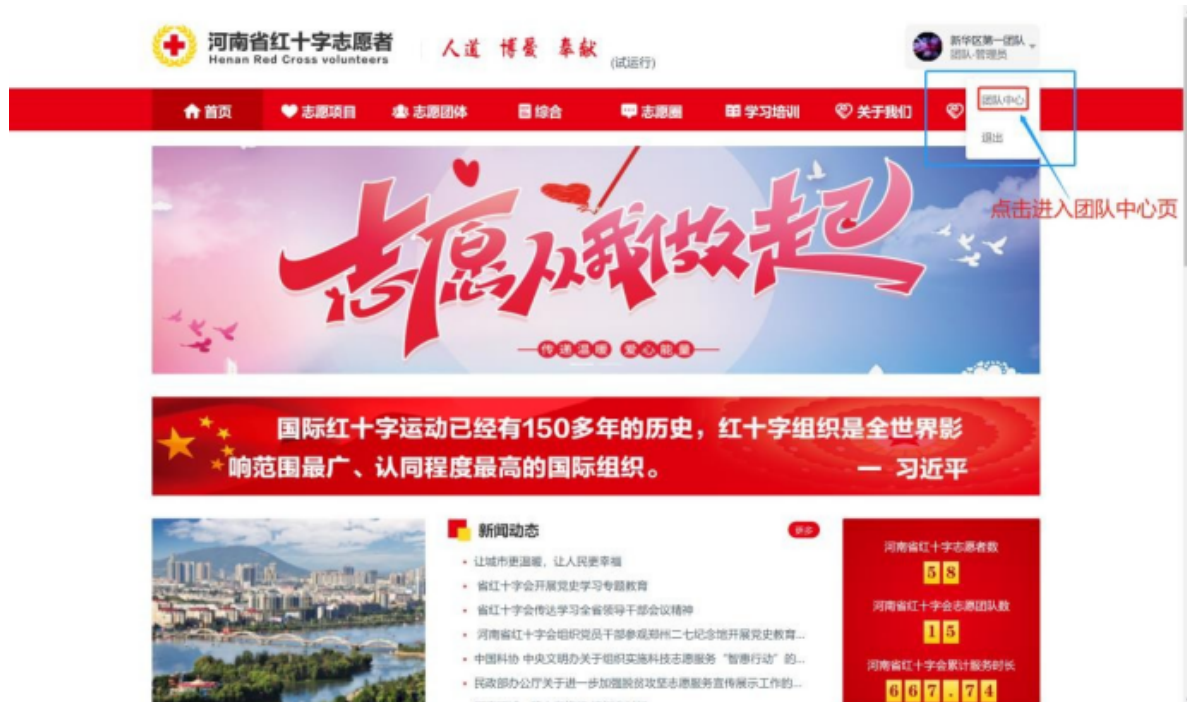 河南省红十字志愿者
Henan Red Cross volunteers
人道 博爱 奉献
(试运行)
新华区第一团队
团队-管理员
首页
志愿项目
志愿团体
综合
志愿圈
学习培训
关于我们
团队中心
退出
点击进入团队中心页
志愿从我做起
传递温暖 爱心能量
国际红十字运动已经有150多年的历史，红十字组织是全世界影
响范围最广、认同程度最高的国际组织。
— 习近平
新闻动态
更多
让城市更温暖，让人民更幸福
省红十字会开展党史学习专题教育
省红十字会传达学习全省领导干部会议精神
河南省红十字会组织党员干部参观郑州二七纪念馆开展党史教育...
中国科协 中央文明办关于组织实施科技志愿服务“智惠行动”的...
民政部办公厅关于进一步加强脱贫攻坚志愿服务宣传展示工作的...
河南省红十字志愿者数
58
河南省红十字会志愿团队数
15
河南省红十字会累计服务时长
667.74